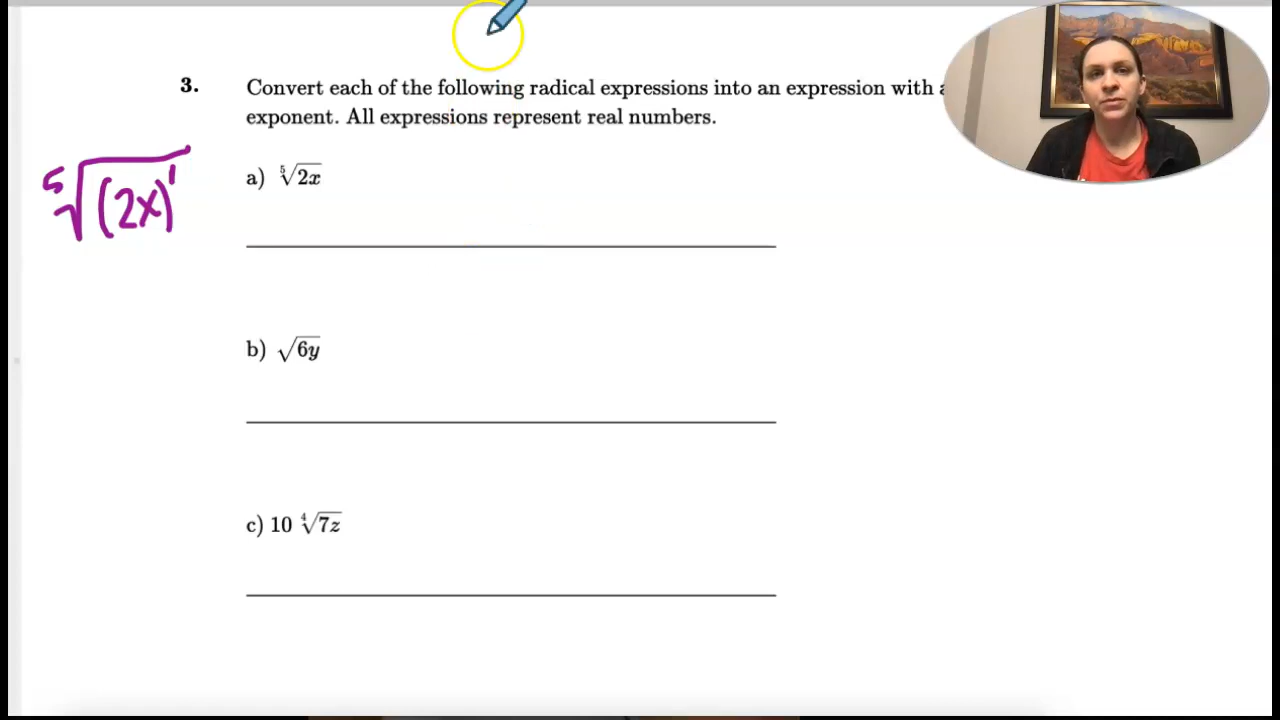 3. Convert each of the following radical expressions into an expression with
exponent. All expressions represent real numbers.
⁵√(2x)¹
a) ⁵√2x
b) √6y
c) 10 ⁴√7z